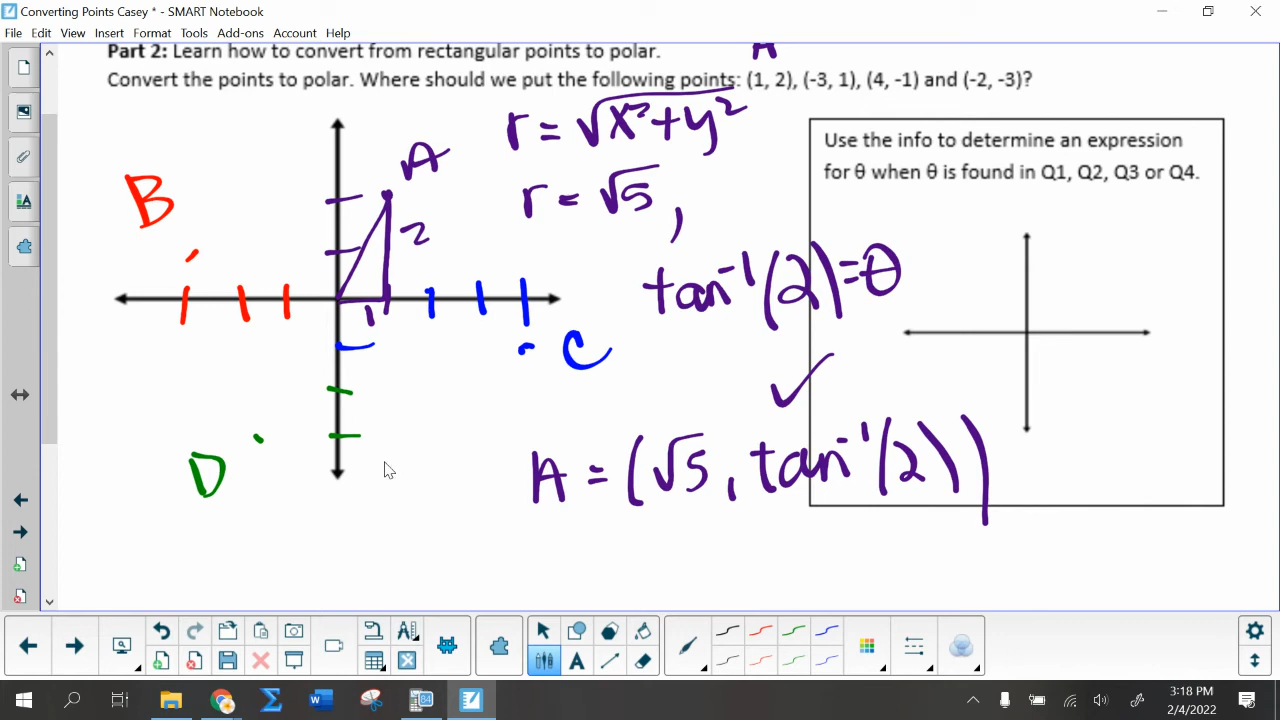 Converting Points Casey * - SMART Notebook
File Edit View Insert Format Tools Add-ons Account Help
Part 2: Learn how to convert from rectangular points to polar.
A
Convert the points to polar. Where should we put the following points: (1, 2), (-3, 1), (4, -1) and (-2, -3)?
r = √x²+y²
Use the info to determine an expression
for θ when θ is found in Q1, Q2, Q3 or Q4.
A
B
r = √5 ,
2
tan⁻¹(2)=θ
1
C
✓
D
A = (√5, tan⁻¹(2))
A
84
3:18 PM
2/4/2022